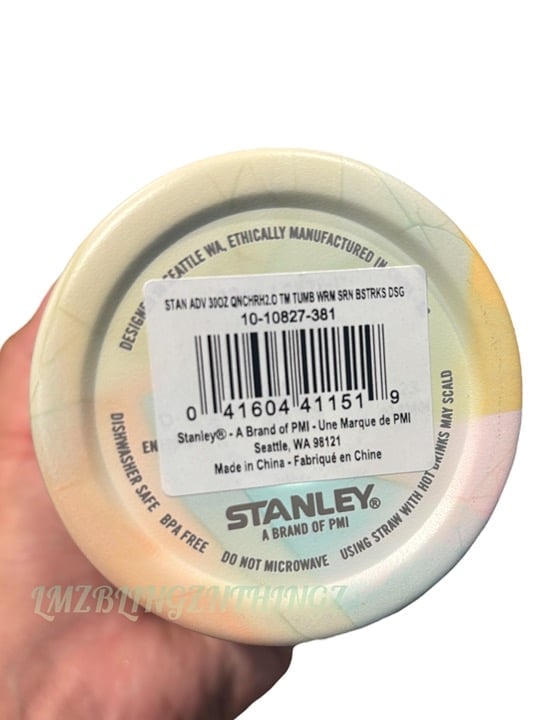 DESIGNE SEATTLE WA, ETHICALLY MANUFACTURED IN
STAN ADV 30OZ QNCHRH2.O TM TUMB WRM SRN BSTRKS DSG
10-10827-381
0 41604 41151 9
Stanley® - A Brand of PMI - Une Marque de PMI
Seattle, WA 98121
Made in China - Fabriqué en Chine
EN
STANLEY®
A BRAND OF PMI
DISHWASHER SAFE BPA FREE DO NOT MICROWAVE USING STRAW WITH HOT DRINKS MAY SCALD
LMZBLINGZNTHINGZ